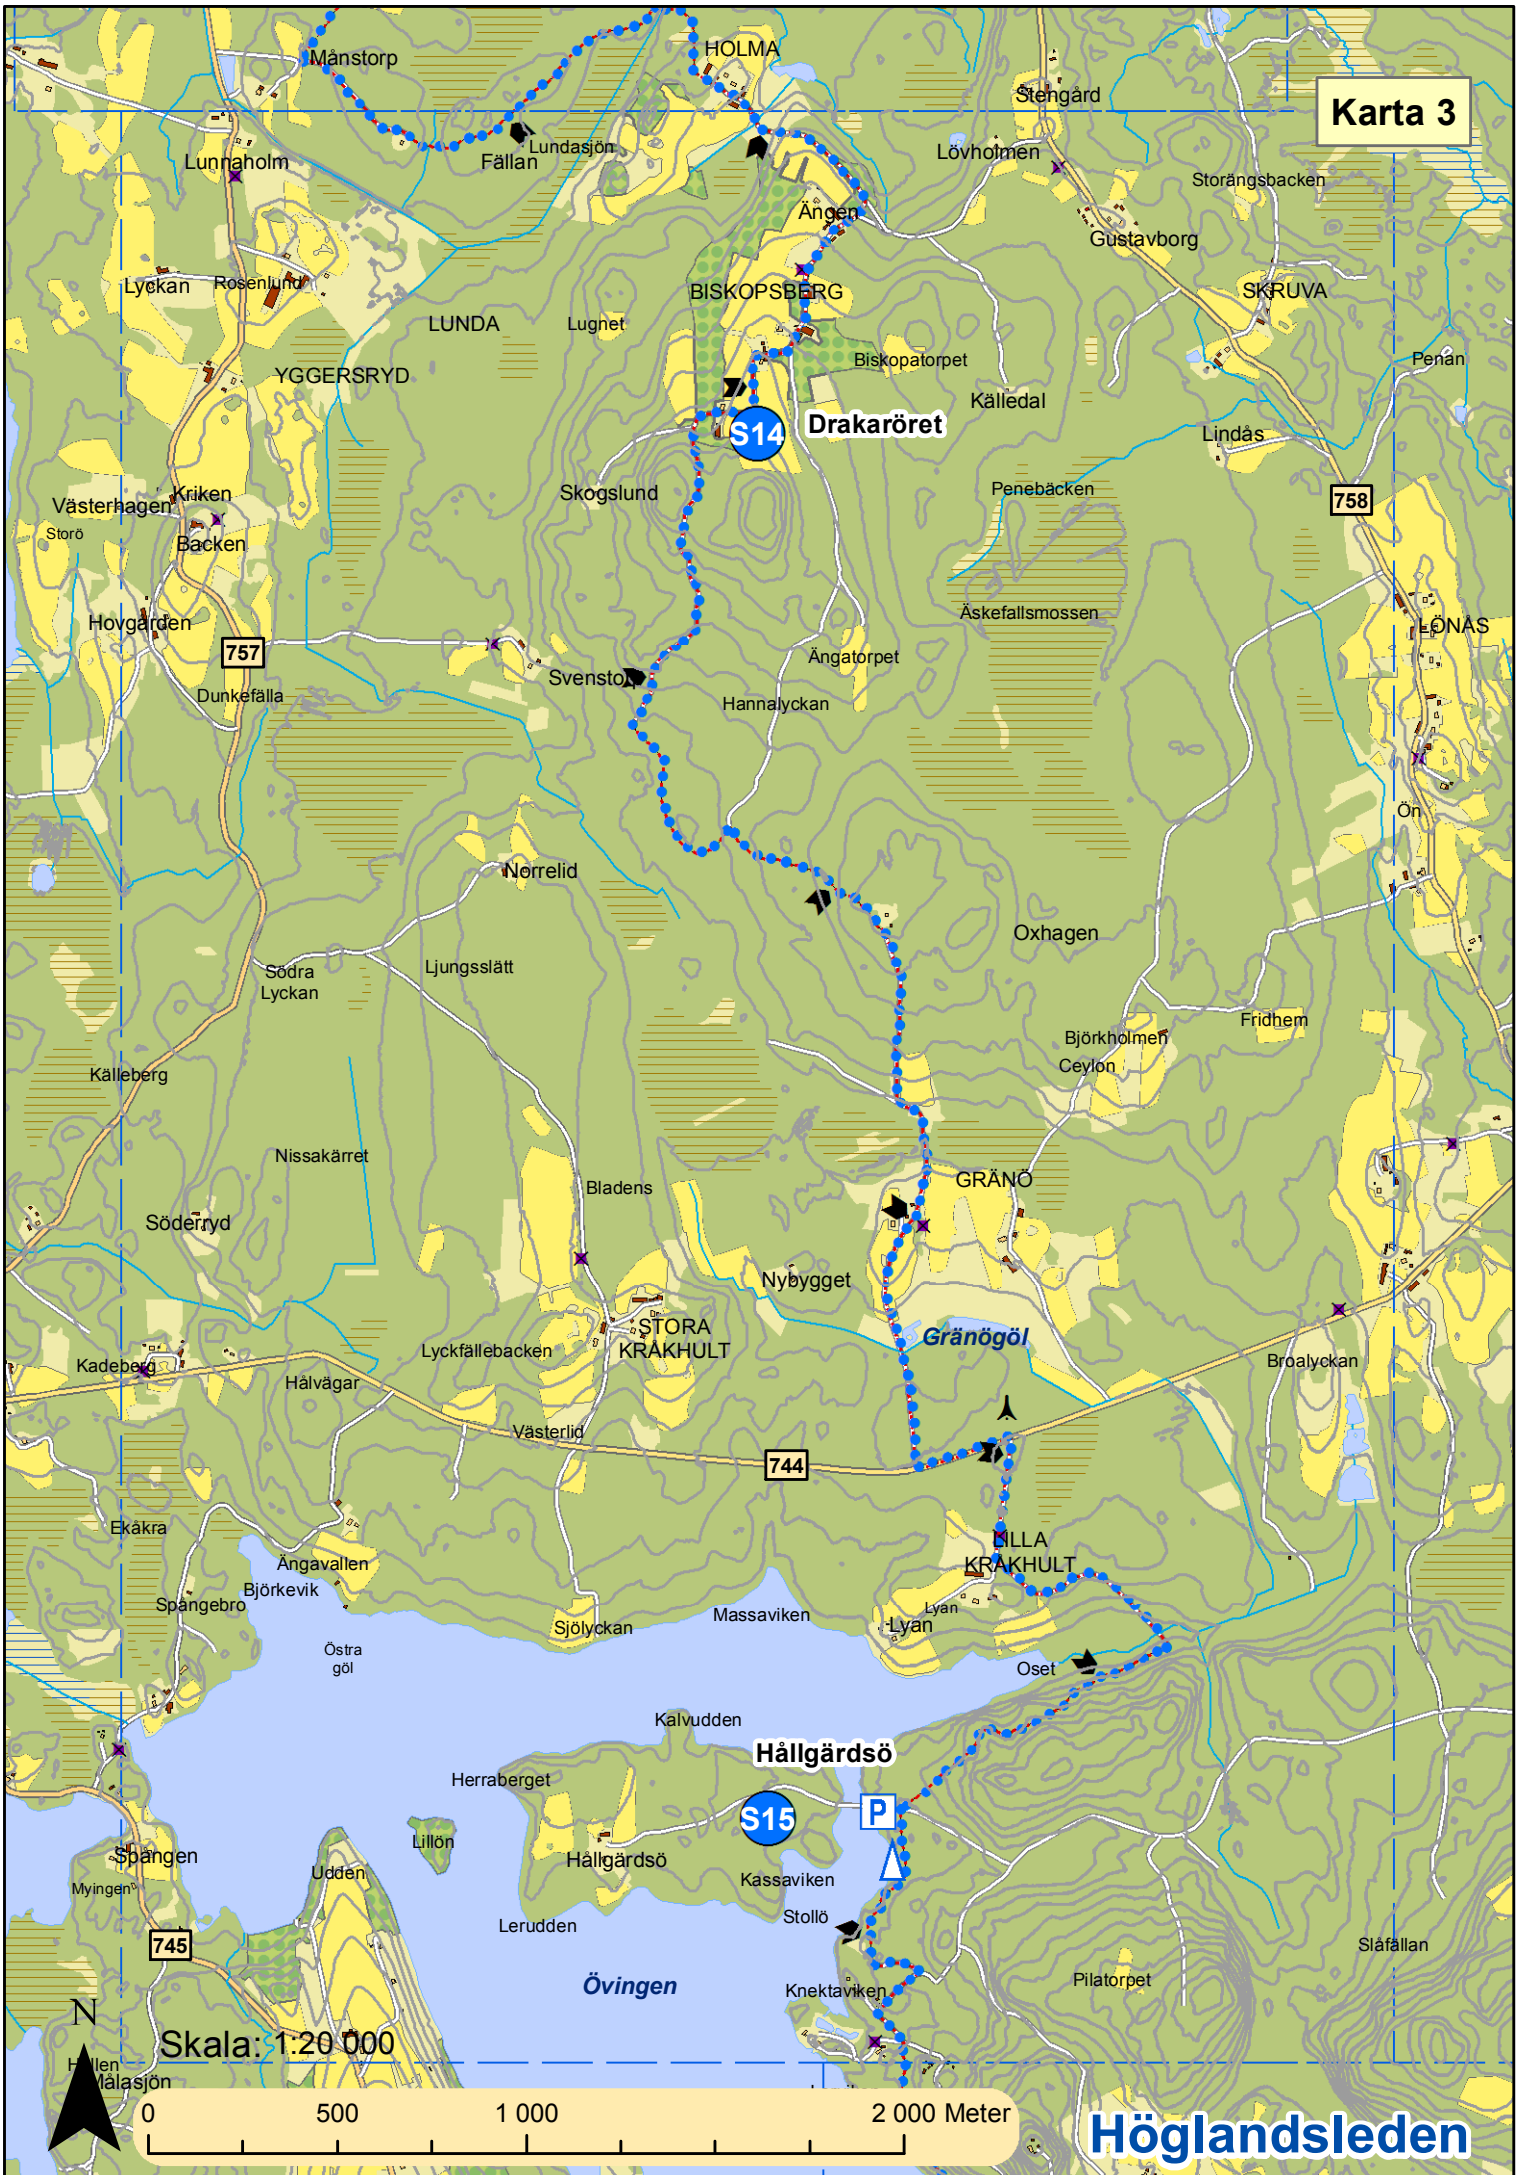 Månstorp
HOLMA
Stengård
Karta 3
Lunnaholm
Fällan
Lundasjön
Lövholmen
Storängsbacken
Ängen
Gustavborg
Lyckan
Rosenlund
BISKOPSBERG
SKRUVA
LUNDA
Lugnet
YGGERSRYD
Biskopatorpet
Penan
Källedal
S14
Drakaröret
Lindås
Skogslund
Penebäcken
758
Kriken
Västerhagen
Storö
Backen
Hovgården
757
Äskefallsmossen
LÖNÅS
Ängatorpet
Dunkefälla
Hannalyckan
Ön
Norrelid
Oxhagen
Södra
Lyckan
Ljungsslätt
Fridhem
Björkholmen
Ceylon
Källeberg
Nissakärret
Bladens
GRÄNÖ
Söderryd
Nybygget
STORA
KRÅKHULT
Gränögöl
Lyckfällebacken
Kadeberg
Hålvägar
Broalyckan
Västerlid
744
Ekåkra
LILLA
KRÅKHULT
Ängavallen
Björkevik
Spångebro
Massaviken
Lyan
Lyan
Sjölyckan
Östra
göl
Oset
Kalvudden
Hållgärdsö
Herraberget
S15
P
Lillön
Spången
Udden
Hållgärdsö
Kassaviken
Myingen
Lerudden
Stollö
745
Slåfällan
Övingen
Knektaviken
Pilatorpet
N
Skala: 1:20 000
Målasjön
0 500 1 000 2 000 Meter
Höglandsleden